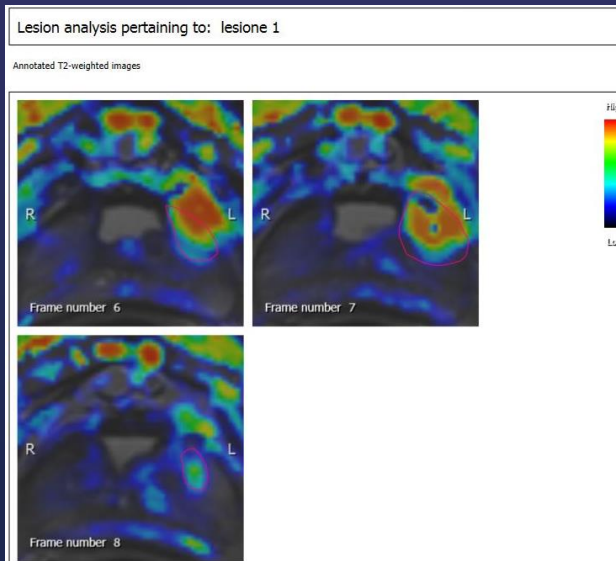 Lesion analysis pertaining to: lesione 1
Annotated T2-weighted images
R
L
Frame number 6
R
L
Frame number 7
R
L
Frame number 8